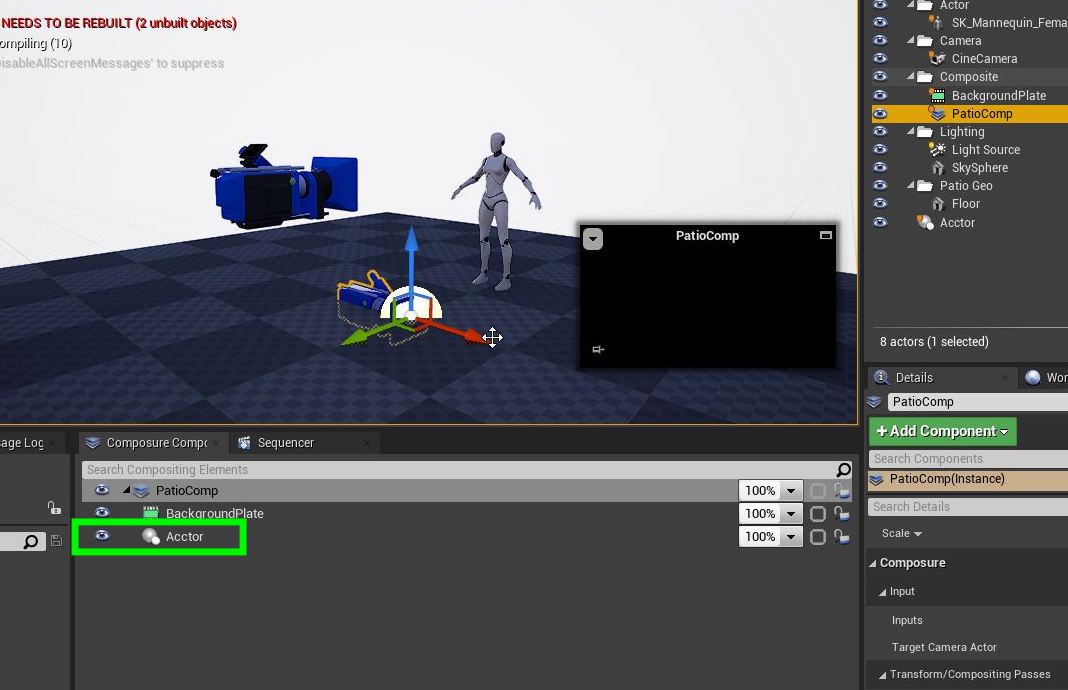 NEEDS TO BE REBUILT (2 unbuilt objects)
ompiling (10)
isableAllScreenMessages' to suppress
PatioComp
Actor
SK_Mannequin_Fema
Camera
CineCamera
Composite
BackgroundPlate
PatioComp
Lighting
Light Source
SkySphere
Patio Geo
Floor
Acctor
8 actors (1 selected)
Details
Wor
PatioComp
+Add Component
Search Components
PatioComp(Instance)
Search Details
Scale
Composure
Input
Inputs
Target Camera Actor
Transform/Compositing Passes
sage Log
Composure Compo
Sequencer
Search Compositing Elements
PatioComp 100%
BackgroundPlate 100%
Acctor 100%